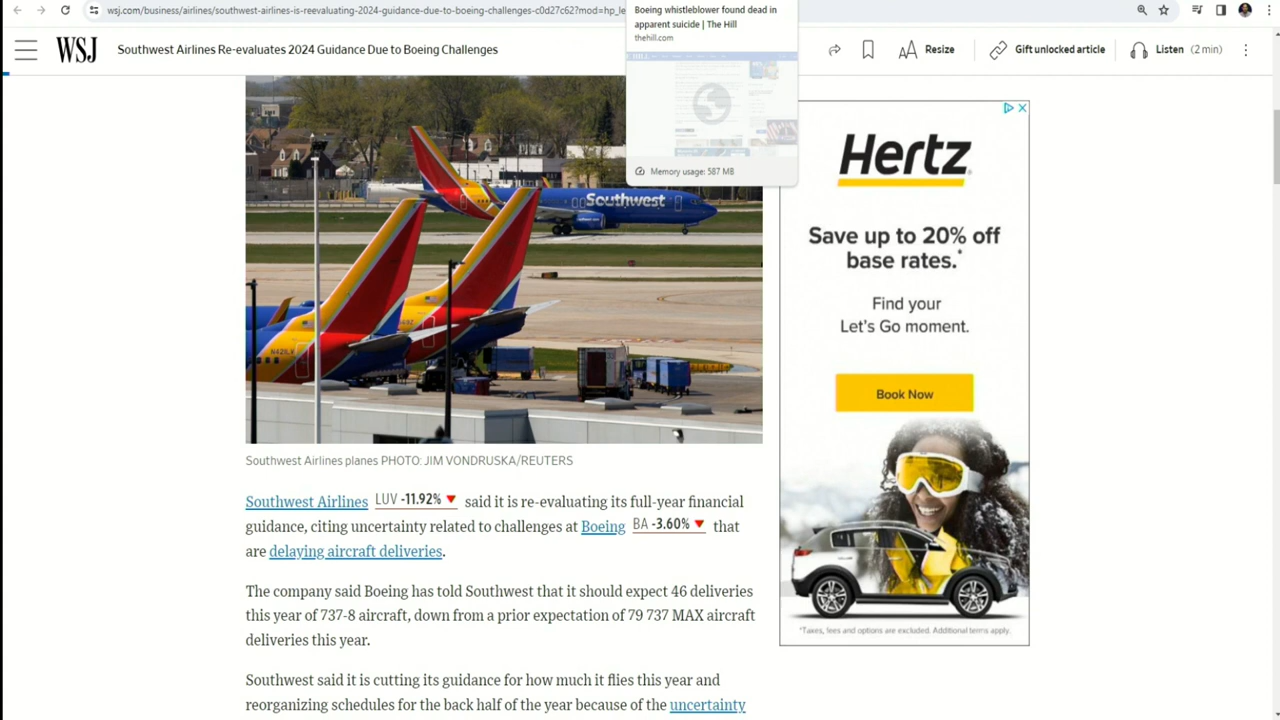 wsj.com/business/airlines/southwest-airlines-is-reevaluating-2024-guidance-due-to-boeing-challenges-c0d27c62?mod=hp_le
Boeing whistleblower found dead in
apparent suicide | The Hill
thehill.com
Memory usage: 587 MB
WSJ
Southwest Airlines Re-evaluates 2024 Guidance Due to Boeing Challenges
AA Resize
Gift unlocked article
Listen (2 min)
Southwest
Southwest Airlines planes PHOTO: JIM VONDRUSKA/REUTERS
Southwest Airlines LUV -11.92% ▼ said it is re-evaluating its full-year financial
guidance, citing uncertainty related to challenges at Boeing BA -3.60% ▼ that
are delaying aircraft deliveries.
The company said Boeing has told Southwest that it should expect 46 deliveries
this year of 737-8 aircraft, down from a prior expectation of 79 737 MAX aircraft
deliveries this year.
Southwest said it is cutting its guidance for how much it flies this year and
reorganizing schedules for the back half of the year because of the uncertainty
Hertz
Save up to 20% off
base rates.*
Find your
Let's Go moment.
Book Now
*Taxes, fees and options are excluded. Additional terms apply.